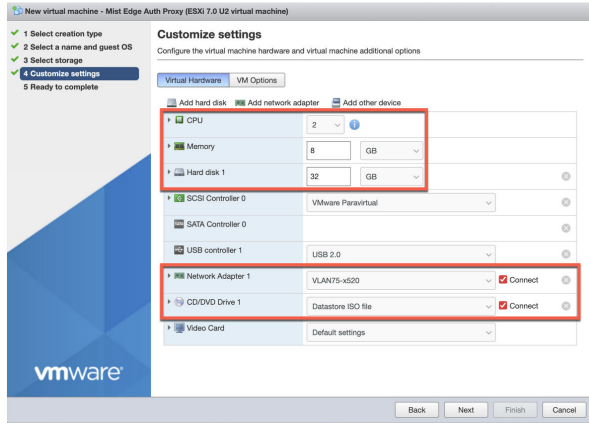 New virtual machine - Mist Edge Auth Proxy (ESXi 7.0 U2 virtual machine)
1 Select creation type
2 Select a name and guest OS
3 Select storage
4 Customize settings
5 Ready to complete
Customize settings
Configure the virtual machine hardware and virtual machine additional options
Virtual Hardware VM Options
Add hard disk Add network adapter Add other device
CPU 2
Memory 8 GB
Hard disk 1 32 GB
SCSI Controller 0 VMware Paravirtual
SATA Controller 0
USB controller 1 USB 2.0
Network Adapter 1 VLAN75-x520 Connect
CD/DVD Drive 1 Datastore ISO file Connect
Video Card Default settings
vmware®
Back Next Finish Cancel